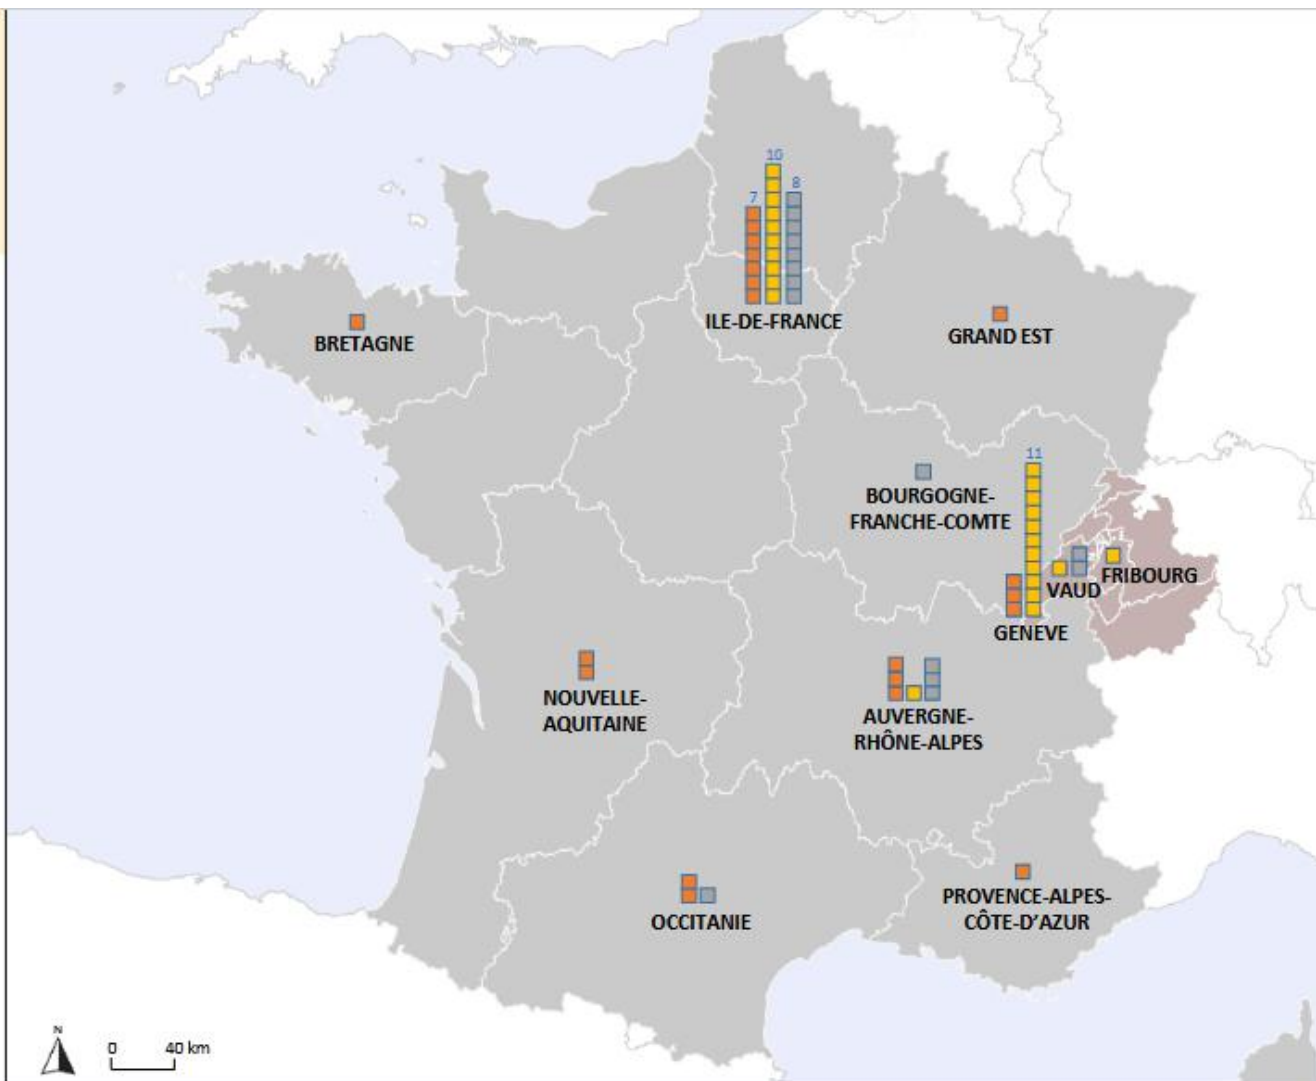 10
7
8
ILE-DE-FRANCE
BRETAGNE
GRAND EST
11
BOURGOGNE-
FRANCHE-COMTE
FRIBOURG
VAUD
GENEVE
NOUVELLE-
AQUITAINE
AUVERGNE-
RHÔNE-ALPES
PROVENCE-ALPES-
CÔTE-D'AZUR
OCCITANIE
N
0 40 km